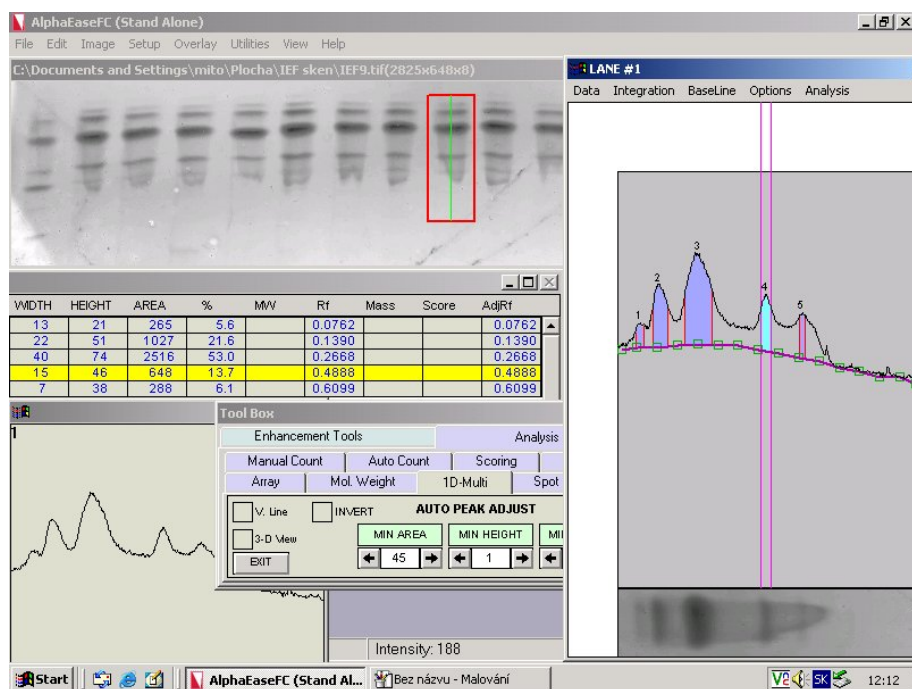 AlphaEaseFC (Stand Alone)
File Edit Image Setup Overlay Utilities View Help
C:\Documents and Settings\mito\Plocha\IEF sken\IEF9.tif(2825x648x8)
WIDTH HEIGHT AREA % MW Rf Mass Score AdjRf
13 21 265 5.6 0.0762 0.0762
22 51 1027 21.6 0.1390 0.1390
40 74 2516 53.0 0.2668 0.2668
15 46 648 13.7 0.4888 0.4888
7 38 288 6.1 0.6099 0.6099
1
Tool Box
Enhancement Tools Analysis
Manual Count Auto Count Scoring
Array Mol. Weight 1D-Multi Spot
V. Line INVERT AUTO PEAK ADJUST
3-D View MIN AREA MIN HEIGHT MI
EXIT 45 1
Intensity: 188
LANE #1
Data Integration BaseLine Options Analysis
1 2 3 4 5
Start AlphaEaseFC (Stand Al... Bez názvu - Malování SK 12:12